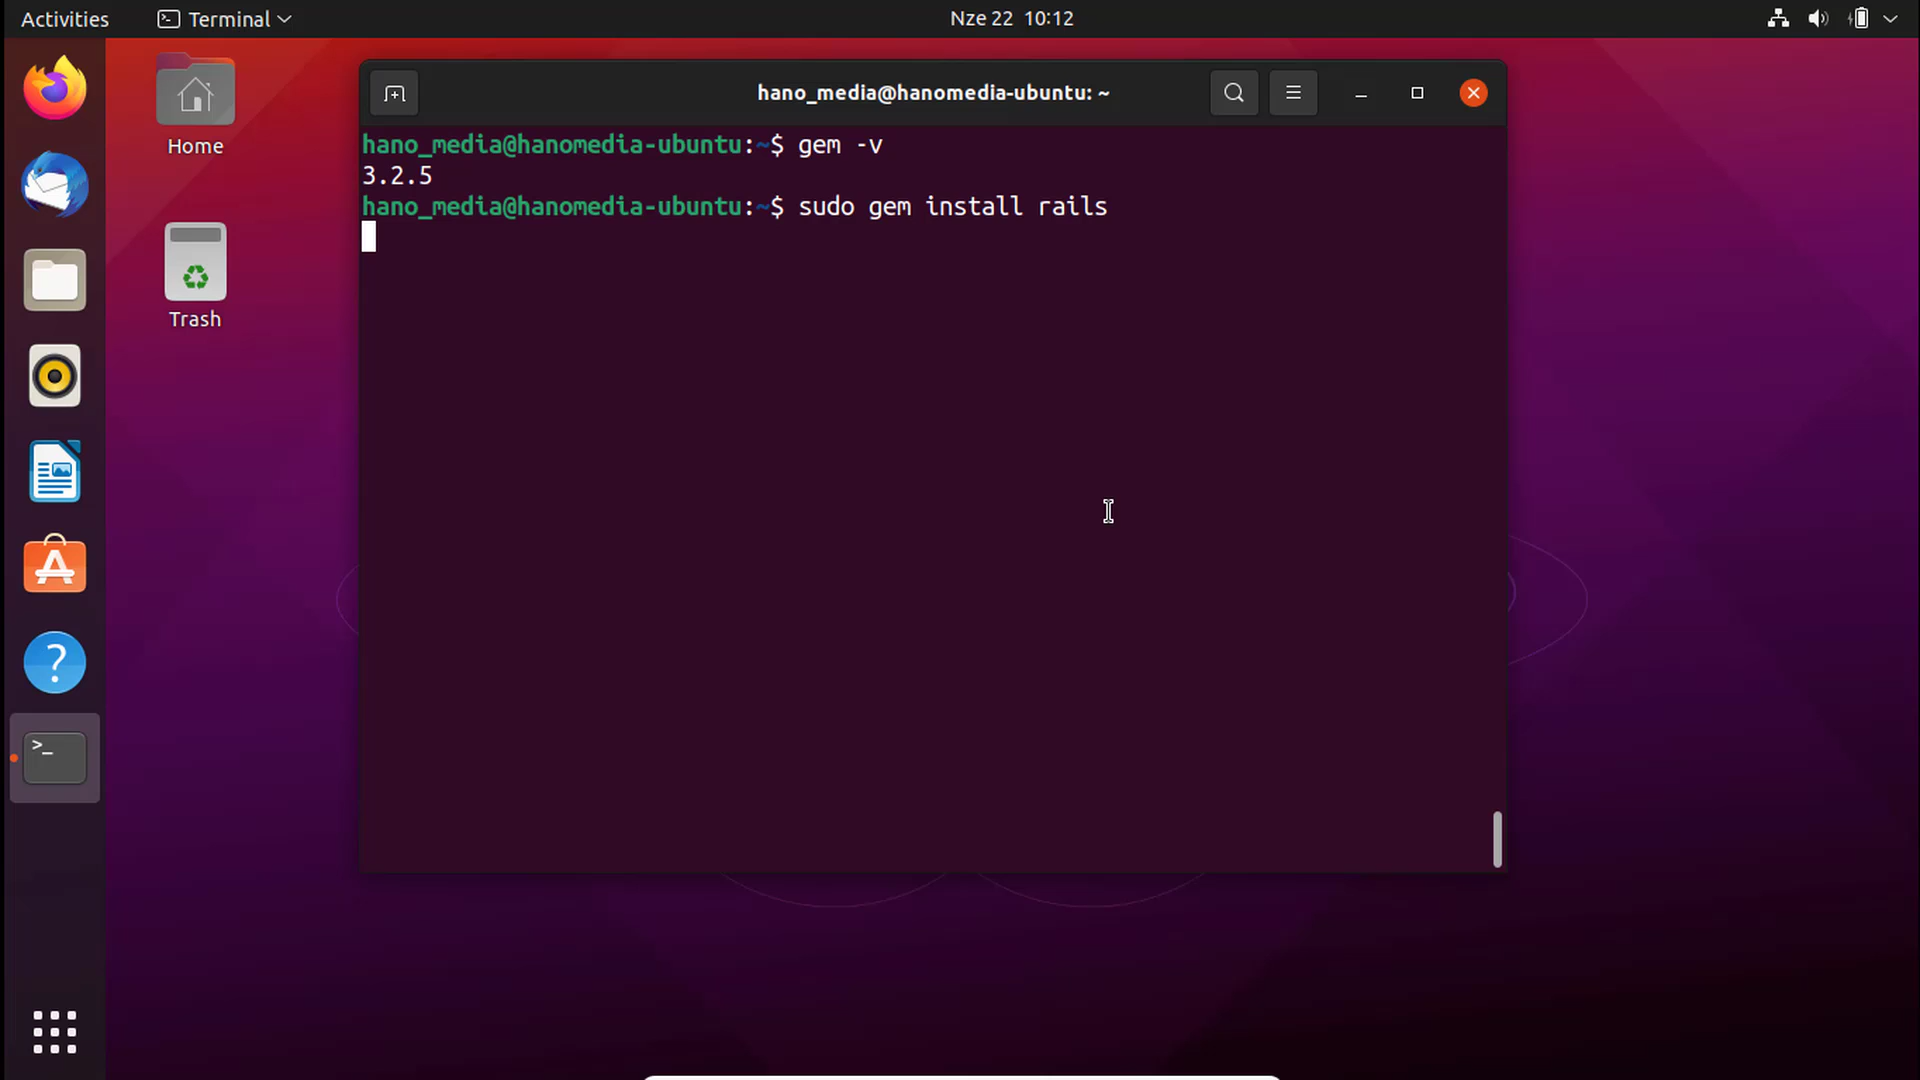 Activities
Terminal
Nze 22 10:12
Home
Trash
hano_media@hanomedia-ubuntu: ~
hano_media@hanomedia-ubuntu:~$ gem -v
3.2.5
hano_media@hanomedia-ubuntu:~$ sudo gem install rails